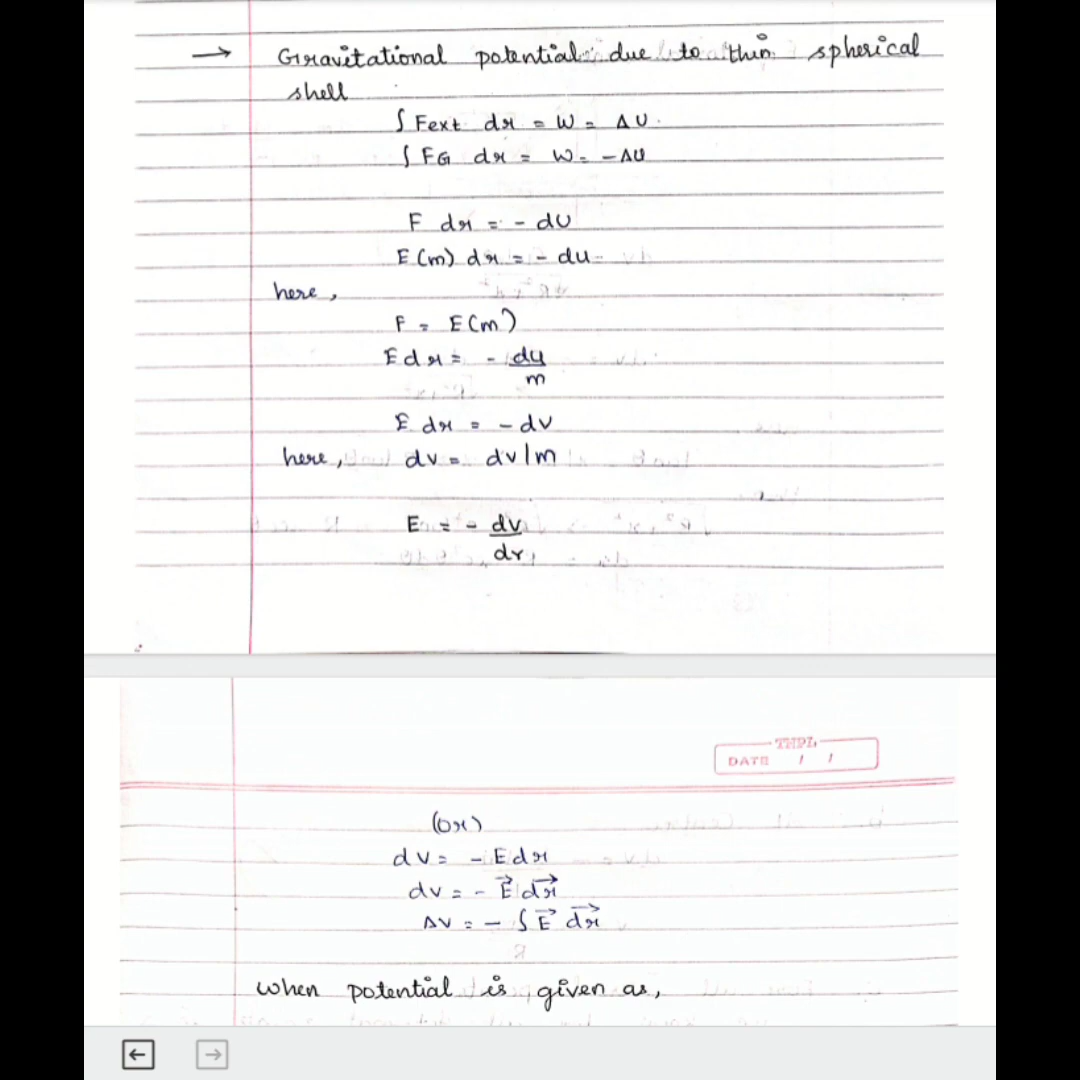 → Gravitational potential due to thin spherical
shell
∫ Fext dr = W = ΔU.
∫ FG dr = W = -ΔU
F dr = - dU
E(m) dr = - du
here,
F = E(m)
E dr = - du/m
E dr = - dv
here, dv = dv/m
E = - dv/dr
THPL
DATE / /
(or)
dv = - E dr
dv = - E⃗ dr⃗
Δv = - ∫ E⃗ dr⃗
when potential is given as,